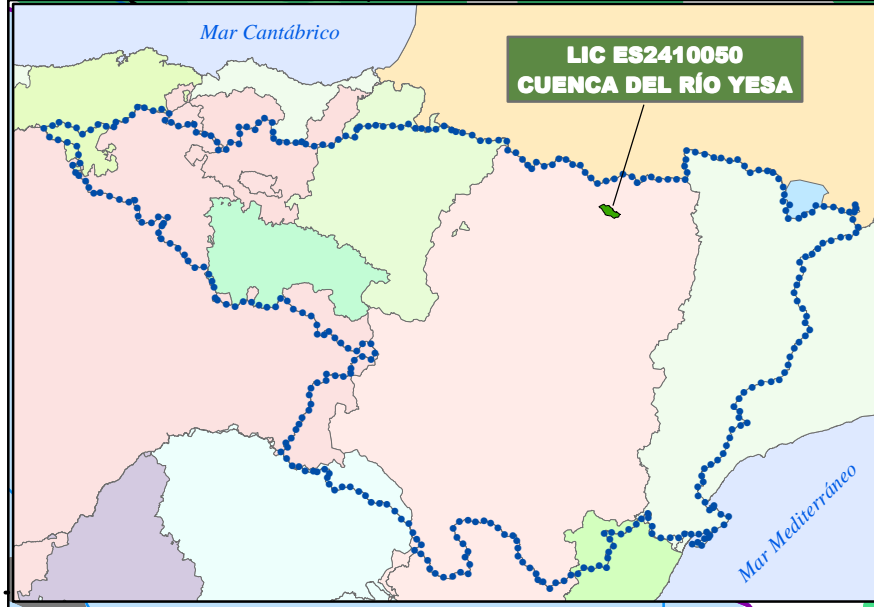 Mar Cantábrico
LIC ES2410050
CUENCA DEL RÍO YESA
Mar Mediterráneo